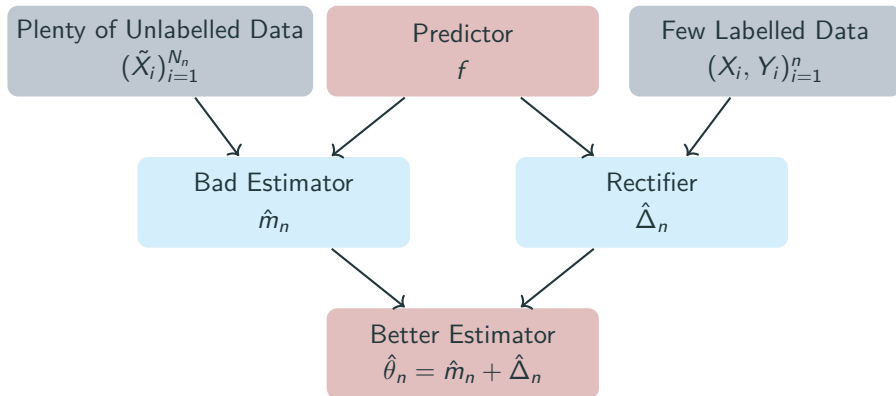 Plenty of Unlabelled Data
(X̃ᵢ)ᵢ₌₁^{Nₙ}
Predictor
f
Few Labelled Data
(Xᵢ, Yᵢ)ᵢ₌₁ⁿ
Bad Estimator
m̂ₙ
Rectifier
Δ̂ₙ
Better Estimator
θ̂ₙ = m̂ₙ + Δ̂ₙ